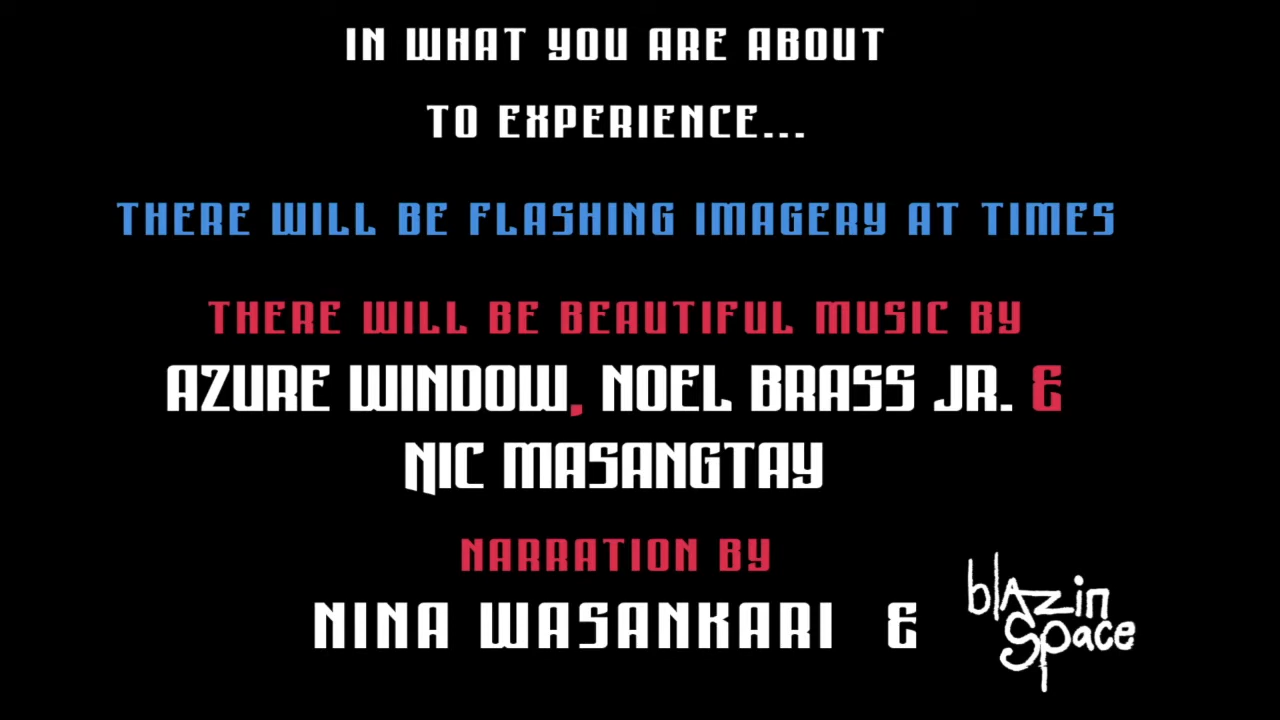 IN WHAT YOU ARE ABOUT
TO EXPERIENCE...
THERE WILL BE FLASHING IMAGERY AT TIMES
THERE WILL BE BEAUTIFUL MUSIC BY
AZURE WINDOW, NOEL BRASS JR. &
NIC MASANGTAY
NARRATION BY
NINA WASANKARI &
blAzin
Space